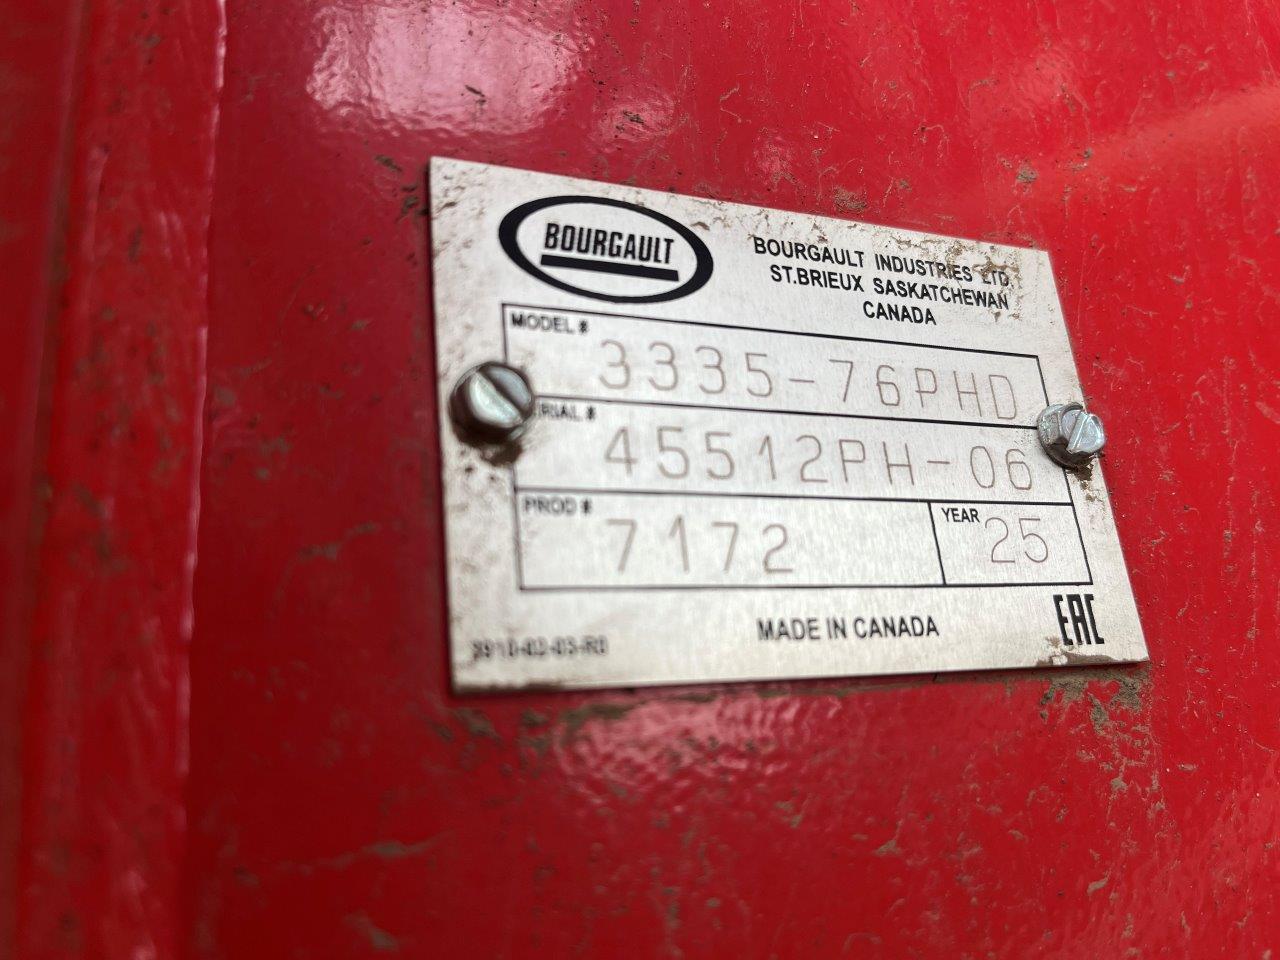 BOURGAULT
BOURGAULT INDUSTRIES LTD.
ST.BRIEUX SASKATCHEWAN
CANADA
MODEL #
3335-76PHD
SERIAL #
45512PH-06
PROD #
7172
YEAR
25
MADE IN CANADA
EAC